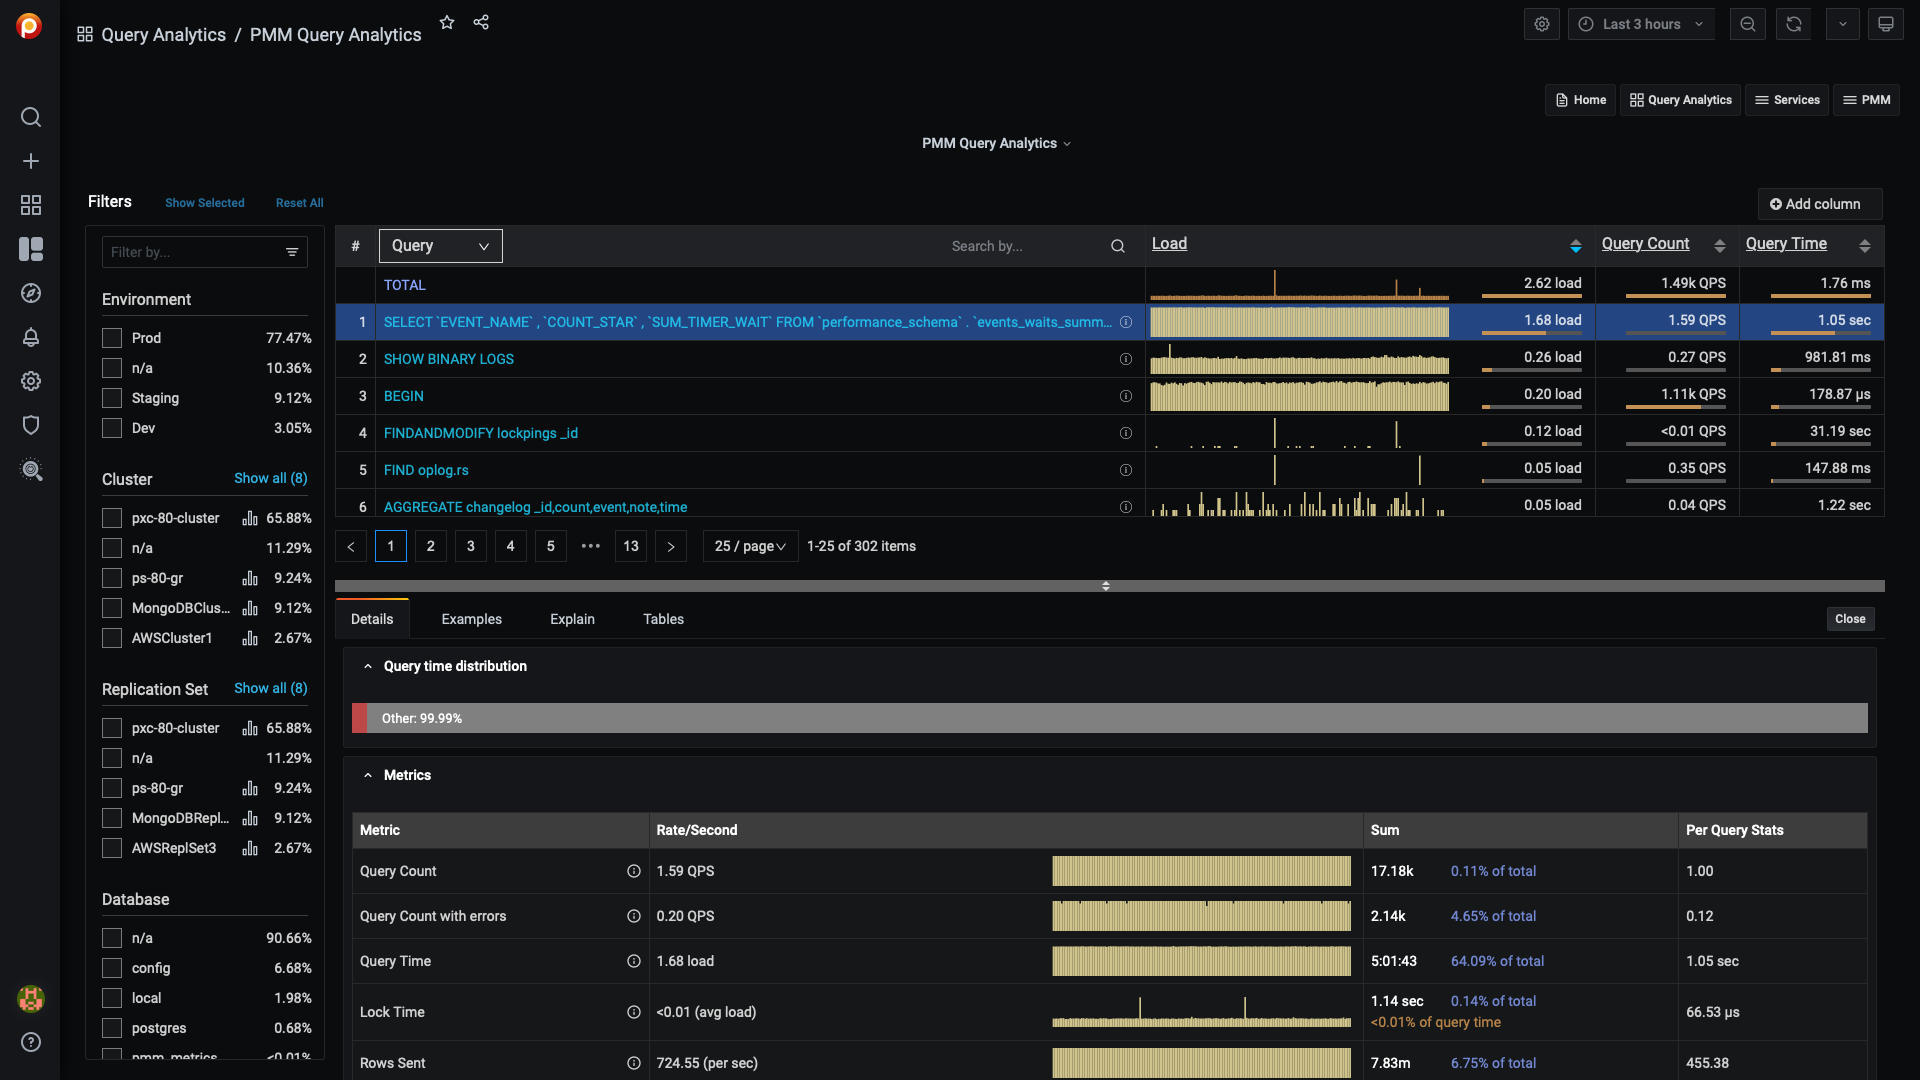 Query Analytics / PMM Query Analytics
Last 3 hours
Home
Query Analytics
Services
PMM
PMM Query Analytics
Filters
Show Selected
Reset All
Add column
Filter by...
Environment
Prod 77.47%
n/a 10.36%
Staging 9.12%
Dev 3.05%
Cluster Show all (8)
pxc-80-cluster 65.88%
n/a 11.29%
ps-80-gr 9.24%
MongoDBClus... 9.12%
AWSCluster1 2.67%
Replication Set Show all (8)
pxc-80-cluster 65.88%
n/a 11.29%
ps-80-gr 9.24%
MongoDBRepl... 9.12%
AWSReplSet3 2.67%
Database
n/a 90.66%
config 6.68%
local 1.98%
postgres 0.68%
pmm_metrics <0.01%
# Query Search by... Load Query Count Query Time
TOTAL 2.62 load 1.49k QPS 1.76 ms
1 SELECT `EVENT_NAME` , `COUNT_STAR` , `SUM_TIMER_WAIT` FROM `performance_schema` . `events_waits_summ... 1.68 load 1.59 QPS 1.05 sec
2 SHOW BINARY LOGS 0.26 load 0.27 QPS 981.81 ms
3 BEGIN 0.20 load 1.11k QPS 178.87 µs
4 FINDANDMODIFY lockpings _id 0.12 load <0.01 QPS 31.19 sec
5 FIND oplog.rs 0.05 load 0.35 QPS 147.88 ms
6 AGGREGATE changelog _id,count,event,note,time 0.05 load 0.04 QPS 1.22 sec
< 1 2 3 4 5 ••• 13 > 25 / page 1-25 of 302 items
Details Examples Explain Tables Close
Query time distribution
Other: 99.99%
Metrics
Metric Rate/Second Sum Per Query Stats
Query Count 1.59 QPS 17.18k 0.11% of total 1.00
Query Count with errors 0.20 QPS 2.14k 4.65% of total 0.12
Query Time 1.68 load 5:01:43 64.09% of total 1.05 sec
Lock Time <0.01 (avg load) 1.14 sec 0.14% of total 66.53 µs
<0.01% of query time
Rows Sent 724.55 (per sec) 7.83m 6.75% of total 455.38